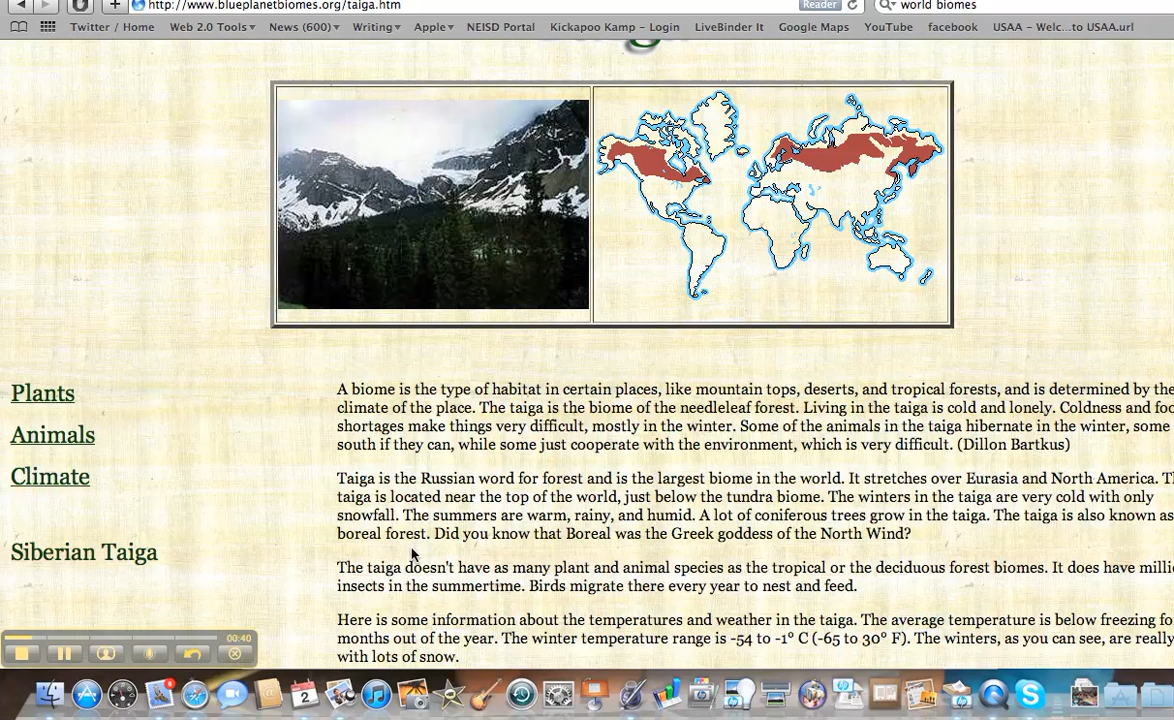 http://www.blueplanetbiomes.org/taiga.htm
Reader
world biomes
Twitter / Home
Web 2.0 Tools
News (600)
Writing
Apple
NEISD Portal
Kickapoo Kamp – Login
LiveBinder It
Google Maps
YouTube
facebook
USAA – Welc...to USAA.url
Plants
Animals
Climate
Siberian Taiga
A biome is the type of habitat in certain places, like mountain tops, deserts, and tropical forests, and is determined by the
climate of the place. The taiga is the biome of the needleleaf forest. Living in the taiga is cold and lonely. Coldness and
shortages make things very difficult, mostly in the winter. Some of the animals in the taiga hibernate in the winter, some
south if they can, while some just cooperate with the environment, which is very difficult. (Dillon Bartkus)
Taiga is the Russian word for forest and is the largest biome in the world. It stretches over Eurasia and North America.
taiga is located near the top of the world, just below the tundra biome. The winters in the taiga are very cold with only
snowfall. The summers are warm, rainy, and humid. A lot of coniferous trees grow in the taiga. The taiga is also known as
boreal forest. Did you know that Boreal was the Greek goddess of the North Wind?
The taiga doesn't have as many plant and animal species as the tropical or the deciduous forest biomes. It does have
insects in the summertime. Birds migrate there every year to nest and feed.
Here is some information about the temperatures and weather in the taiga. The average temperature is below freezing
months out of the year. The winter temperature range is -54 to -1° C (-65 to 30° F). The winters, as you can see, are really
with lots of snow.
00:40